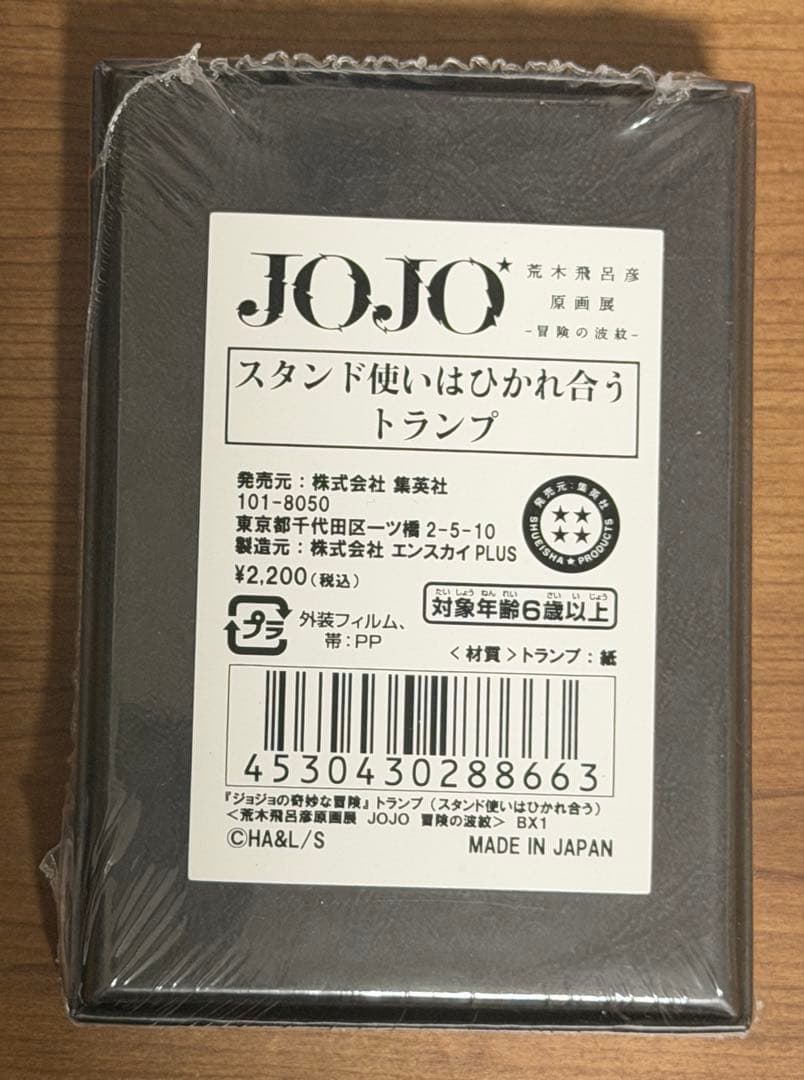 JOJO★
荒木飛呂彦
原画展
-冒険の波紋-
スタンド使いはひかれ合う
トランプ
発売元：株式会社 集英社
101-8050
東京都千代田区一ツ橋 2-5-10
製造元：株式会社 エンスカイ PLUS
¥2,200(税込)
発売元：集英社
★★
★★
SHUEISHA★PRODUCTS
たいしょうねんれい さいいじょう
対象年齢6歳以上
プラ
外装フィルム、
帯：PP
〈材質〉トランプ：紙
4530430288663
『ジョジョの奇妙な冒険』トランプ（スタンド使いはひかれ合う）
＜荒木飛呂彦原画展 JOJO 冒険の波紋＞ BX1
©HA&L/S
MADE IN JAPAN